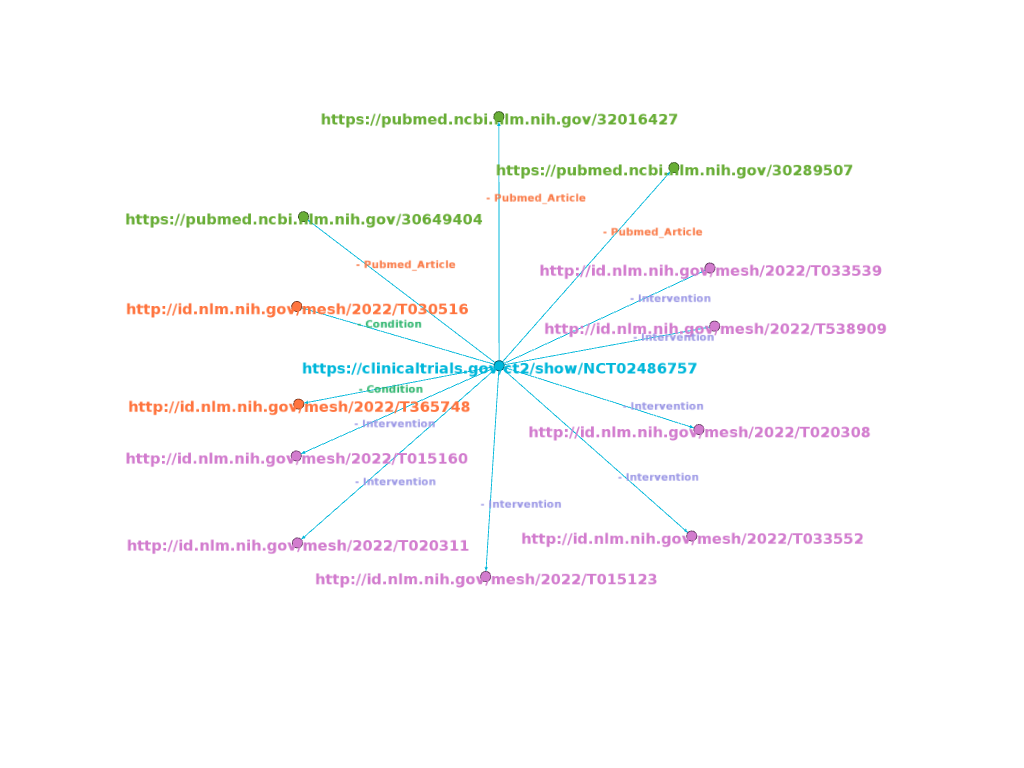 https://pubmed.ncbi.nlm.nih.gov/32016427
https://pubmed.ncbi.nlm.nih.gov/30289507
- Pubmed_Article
https://pubmed.ncbi.nlm.nih.gov/30649404
- Pubmed_Article
- Pubmed_Article
http://id.nlm.nih.gov/mesh/2022/T033539
- Intervention
http://id.nlm.nih.gov/mesh/2022/T030516
- Condition
http://id.nlm.nih.gov/mesh/2022/T538909
- Intervention
https://clinicaltrials.gov/ct2/show/NCT02486757
- Condition
http://id.nlm.nih.gov/mesh/2022/T365748
- Intervention
- Intervention
http://id.nlm.nih.gov/mesh/2022/T020308
http://id.nlm.nih.gov/mesh/2022/T015160
- Intervention
- Intervention
- Intervention
http://id.nlm.nih.gov/mesh/2022/T033552
http://id.nlm.nih.gov/mesh/2022/T020311
http://id.nlm.nih.gov/mesh/2022/T015123